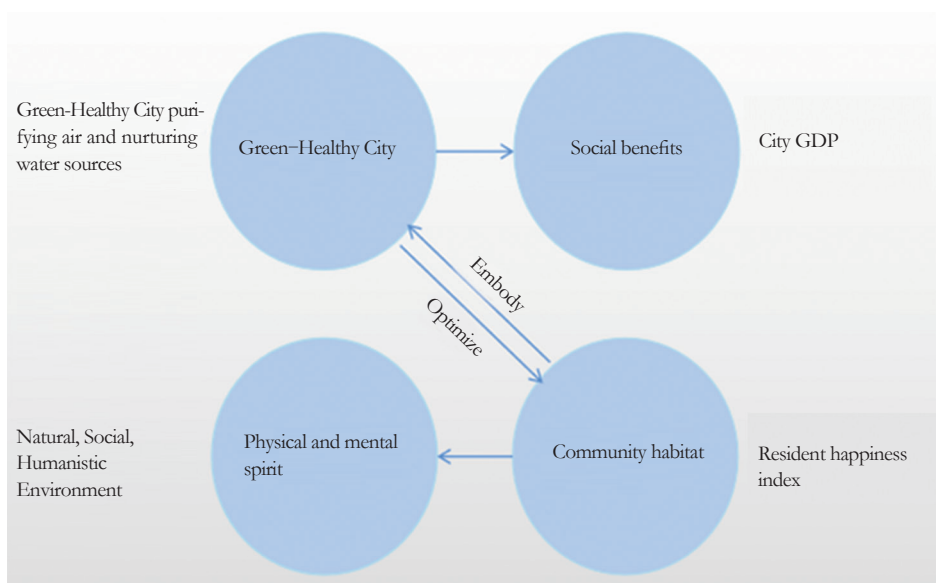 Green-Healthy City puri-
fying air and nurturing
water sources
Green-Healthy City
Social benefits
City GDP
Embody
Optimize
Natural, Social,
Humanistic
Environment
Physical and mental
spirit
Community habitat
Resident happiness
index